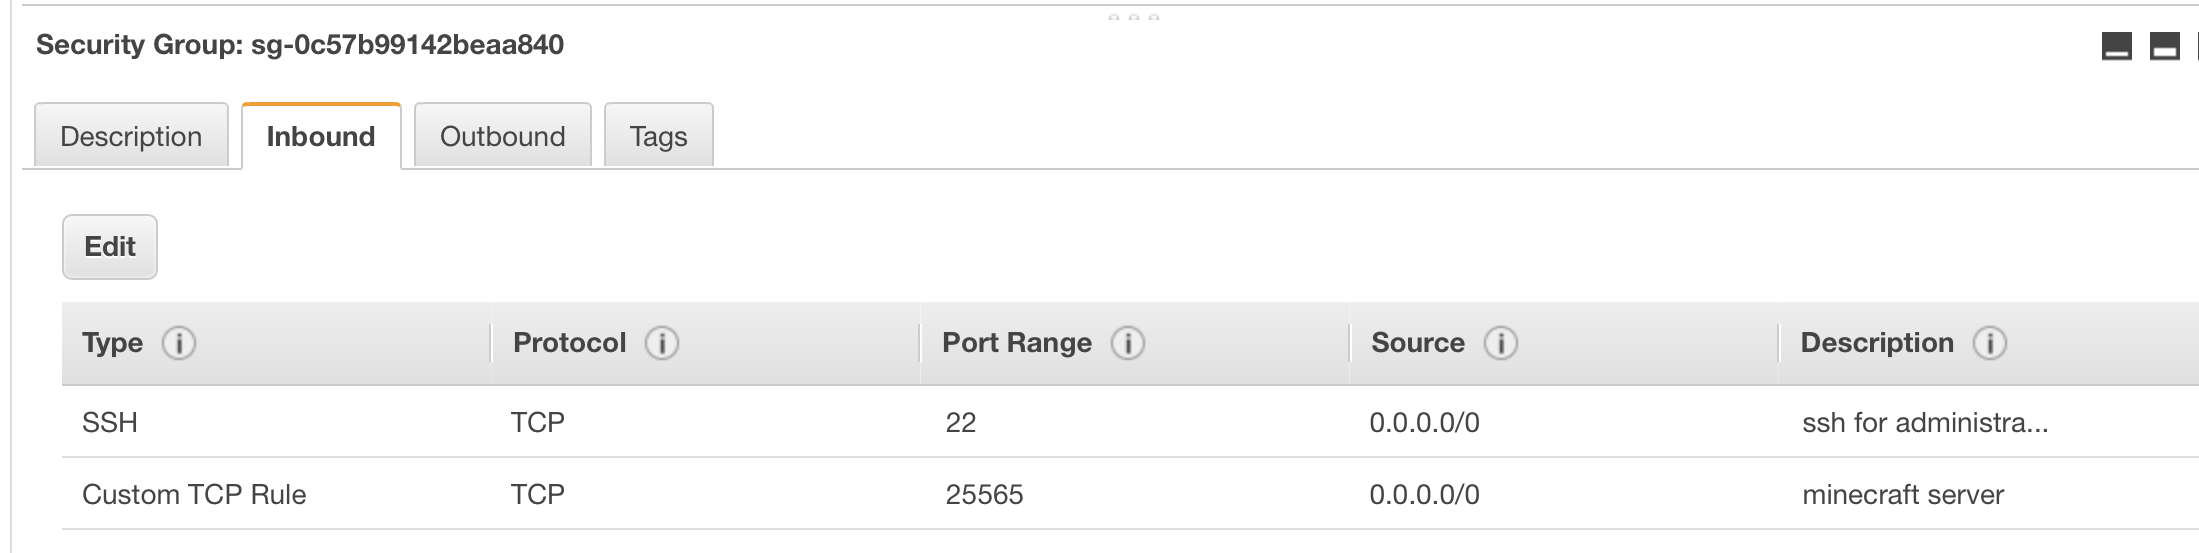 Security Group: sg-0c57b99142beaa840
Description Inbound Outbound Tags
Edit
Type Protocol Port Range Source Description
SSH TCP 22 0.0.0.0/0 ssh for administra...
Custom TCP Rule TCP 25565 0.0.0.0/0 minecraft server